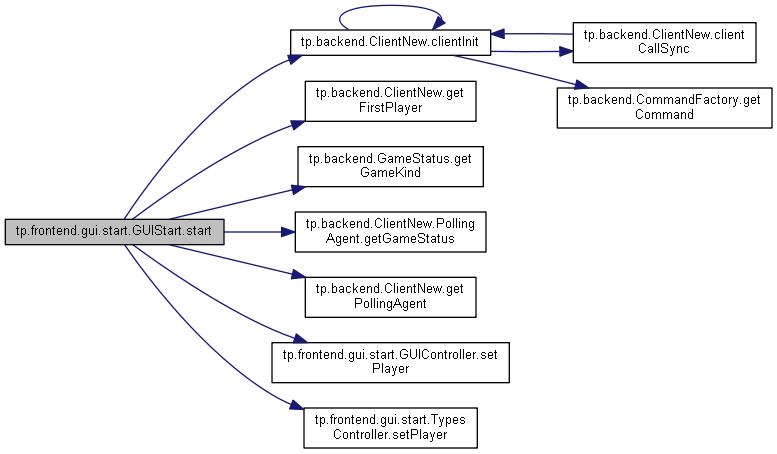 tp.frontend.gui.start.GUIStart.start
tp.backend.ClientNew.clientInit
tp.backend.ClientNew.client
CallSync
tp.backend.CommandFactory.get
Command
tp.backend.ClientNew.get
FirstPlayer
tp.backend.GameStatus.get
GameKind
tp.backend.ClientNew.Polling
Agent.getGameStatus
tp.backend.ClientNew.get
PollingAgent
tp.frontend.gui.start.GUIController.set
Player
tp.frontend.gui.start.Types
Controller.setPlayer